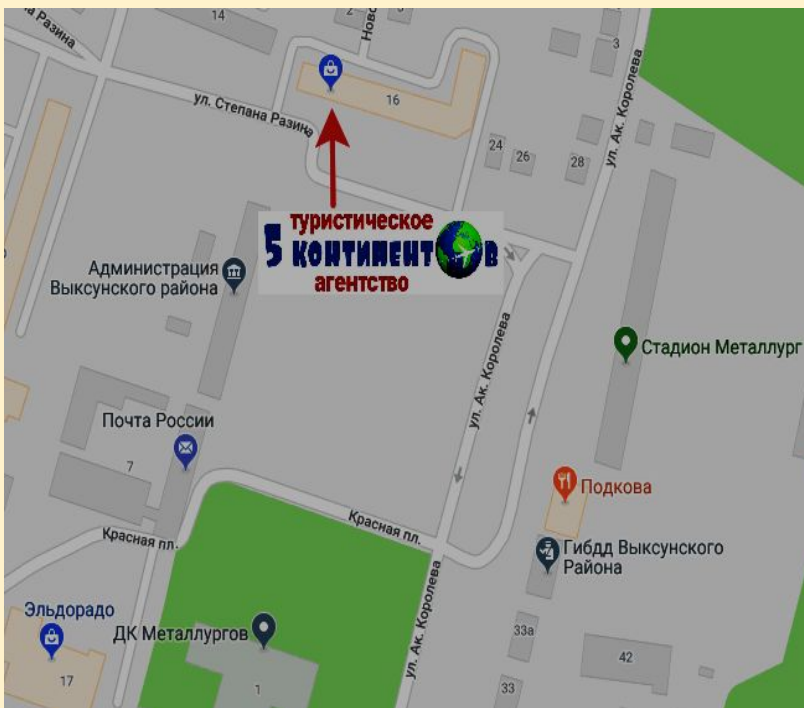 14
2
Ново
3
а Разина
16
ул. Степана Разина
ул. Ак. Королева
24
26
28
туристическое
5 КОНТИНЕНТОВ
агентство
Администрация
Выксунского района
ул. Ак. Королева
Стадион Металлург
Почта России
7
Подкова
Красная пл.
Красная пл.
Гибдд Выксунского
Района
ул. Ак. Королева
Эльдорадо
ДК Металлургов
33а
42
17
1
33